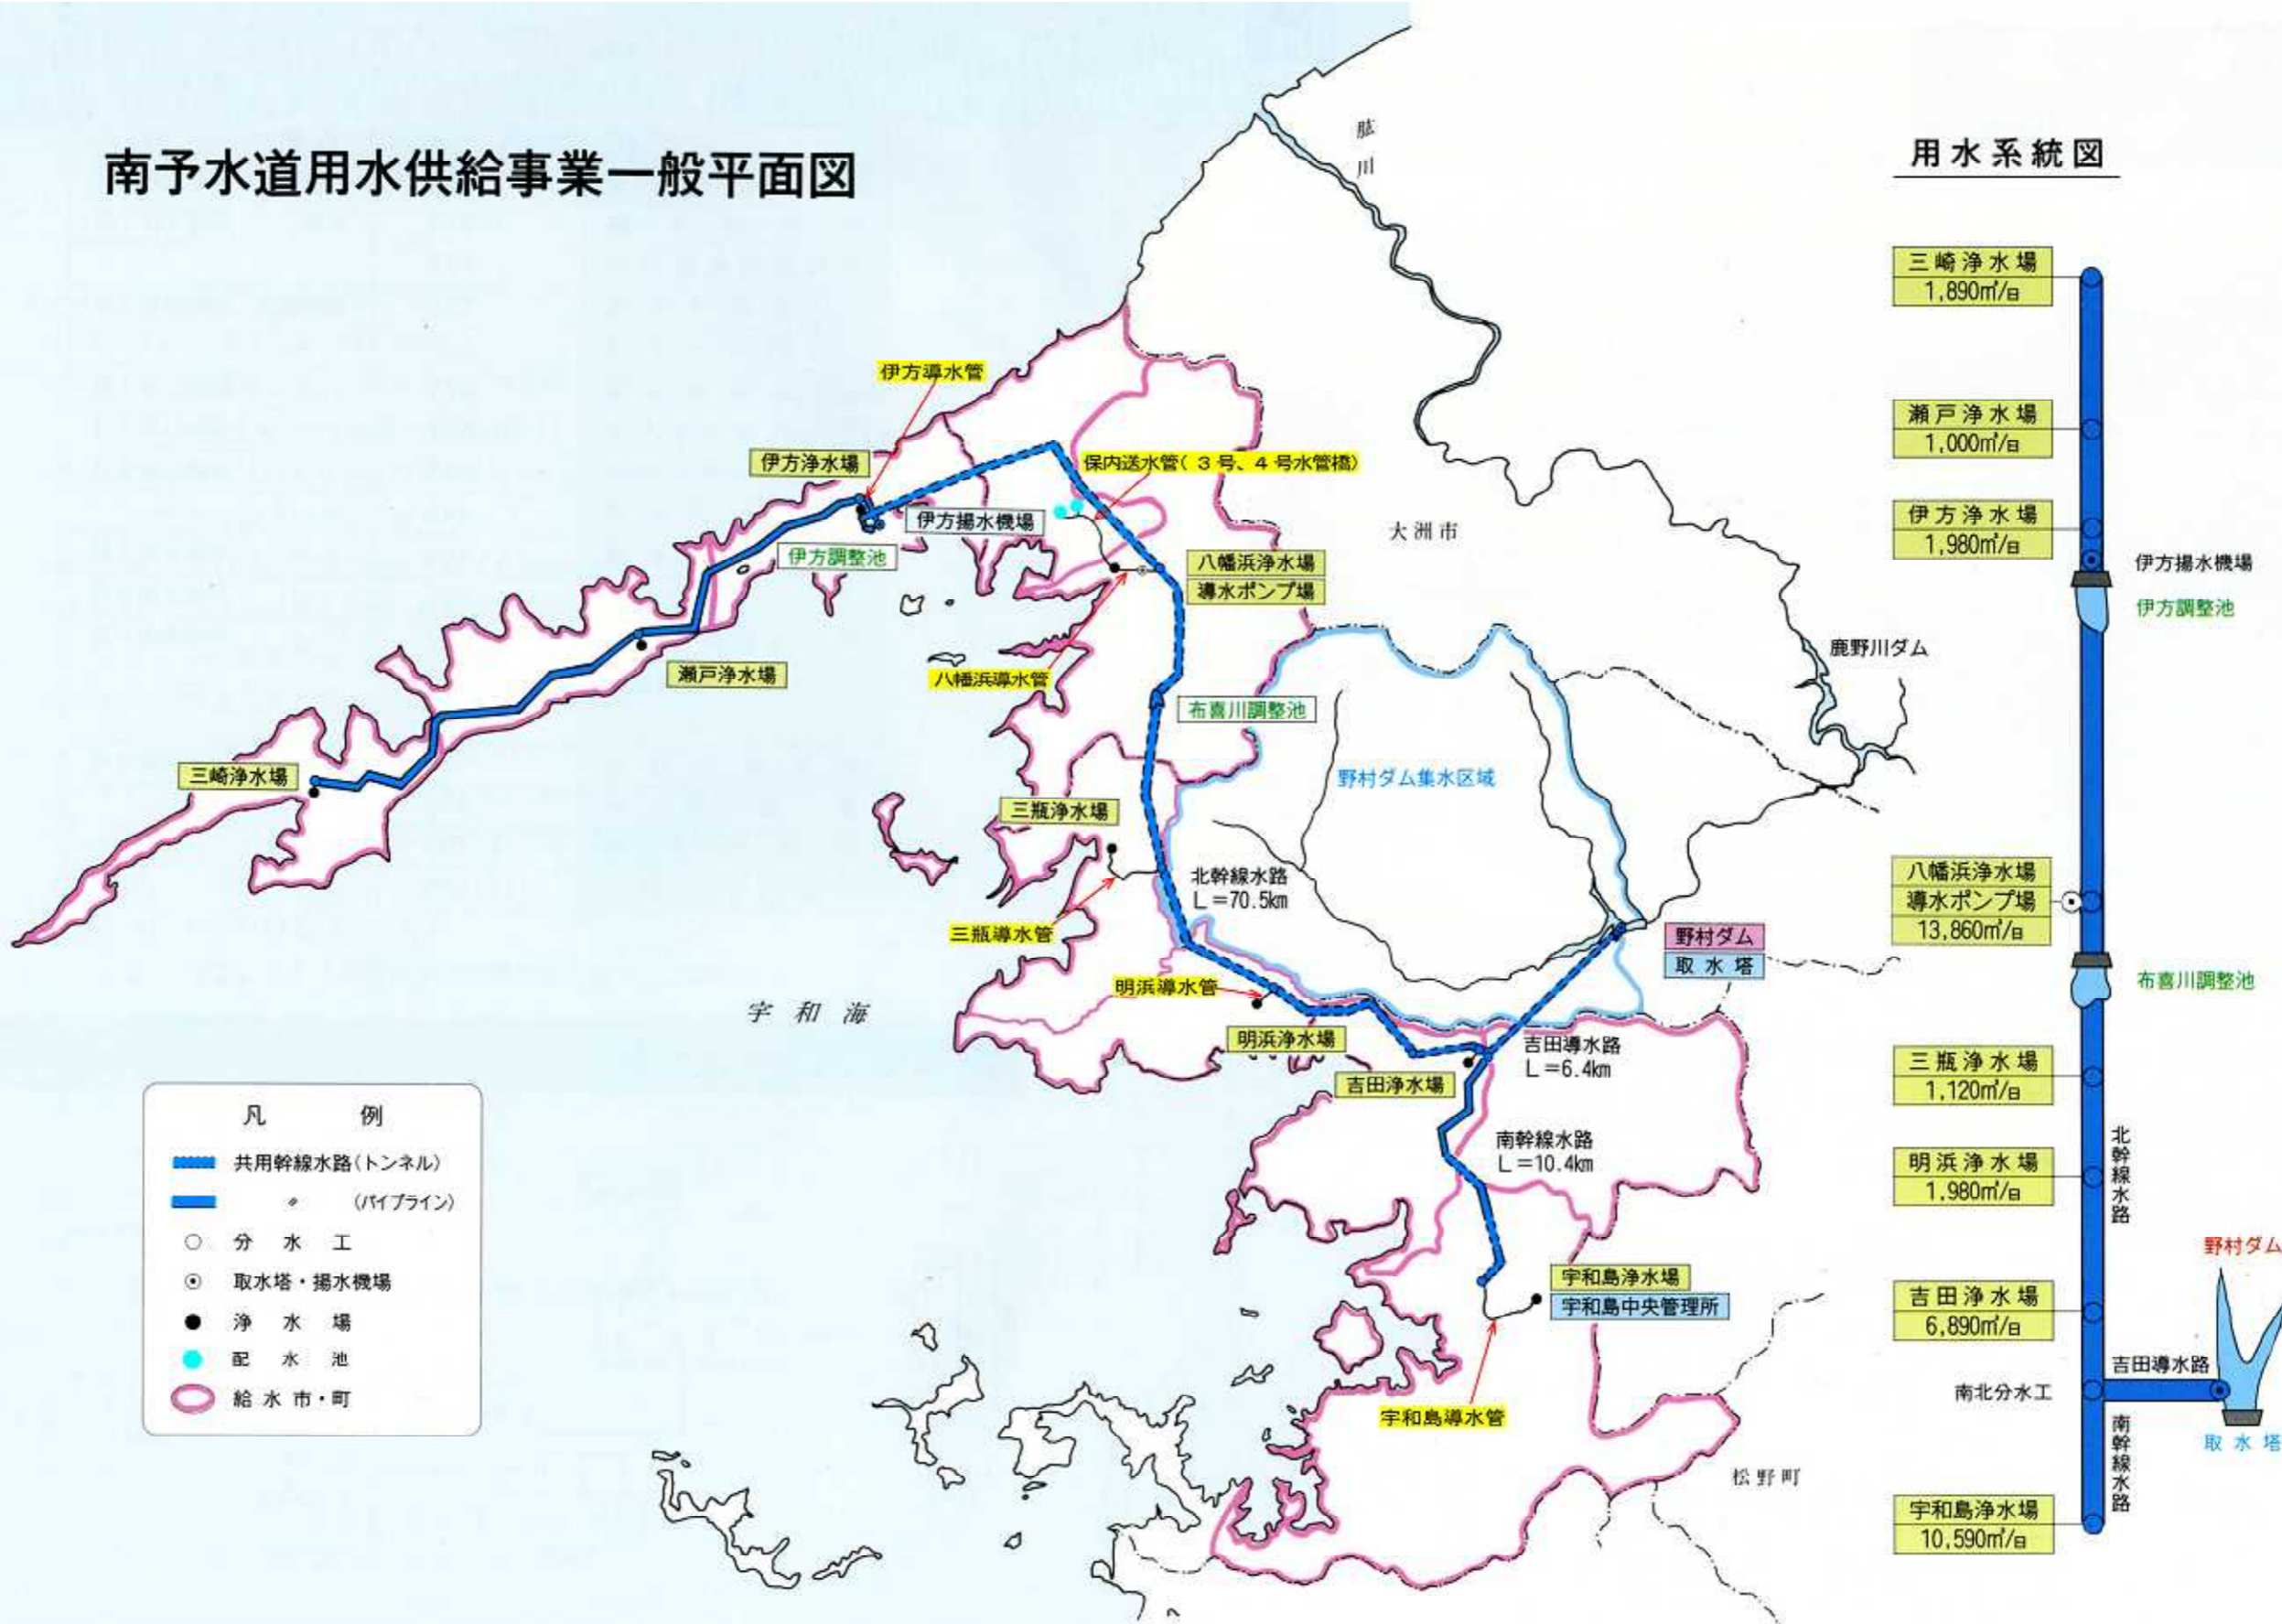 南予水道用水供給事業一般平面図
用水系統図
肱川
三崎浄水場
1,890㎥/日
伊方導水管
瀬戸浄水場
1,000㎥/日
伊方浄水場
保内送水管(３号、４号水管橋)
伊方浄水場
1,980㎥/日
伊方揚水機場
大洲市
伊方調整池
八幡浜浄水場
導水ポンプ場
伊方揚水機場
伊方調整池
瀬戸浄水場
八幡浜導水管
鹿野川ダム
布喜川調整池
三崎浄水場
野村ダム集水区域
三瓶浄水場
北幹線水路
L=70.5km
八幡浜浄水場
導水ポンプ場
13,860㎥/日
三瓶導水管
野村ダム
取水塔
布喜川調整池
明浜導水管
宇和海
明浜浄水場
吉田導水路
L=6.4km
三瓶浄水場
1,120㎥/日
吉田浄水場
南幹線水路
L=10.4km
明浜浄水場
1,980㎥/日
北幹線水路
凡例
共用幹線水路(トンネル)
〃 (パイプライン)
分水工
取水塔・揚水機場
浄水場
配水池
給水市・町
宇和島浄水場
宇和島中央管理所
野村ダム
吉田浄水場
6,890㎥/日
吉田導水路
南北分水工
宇和島導水管
取水塔
南幹線水路
松野町
宇和島浄水場
10,590㎥/日